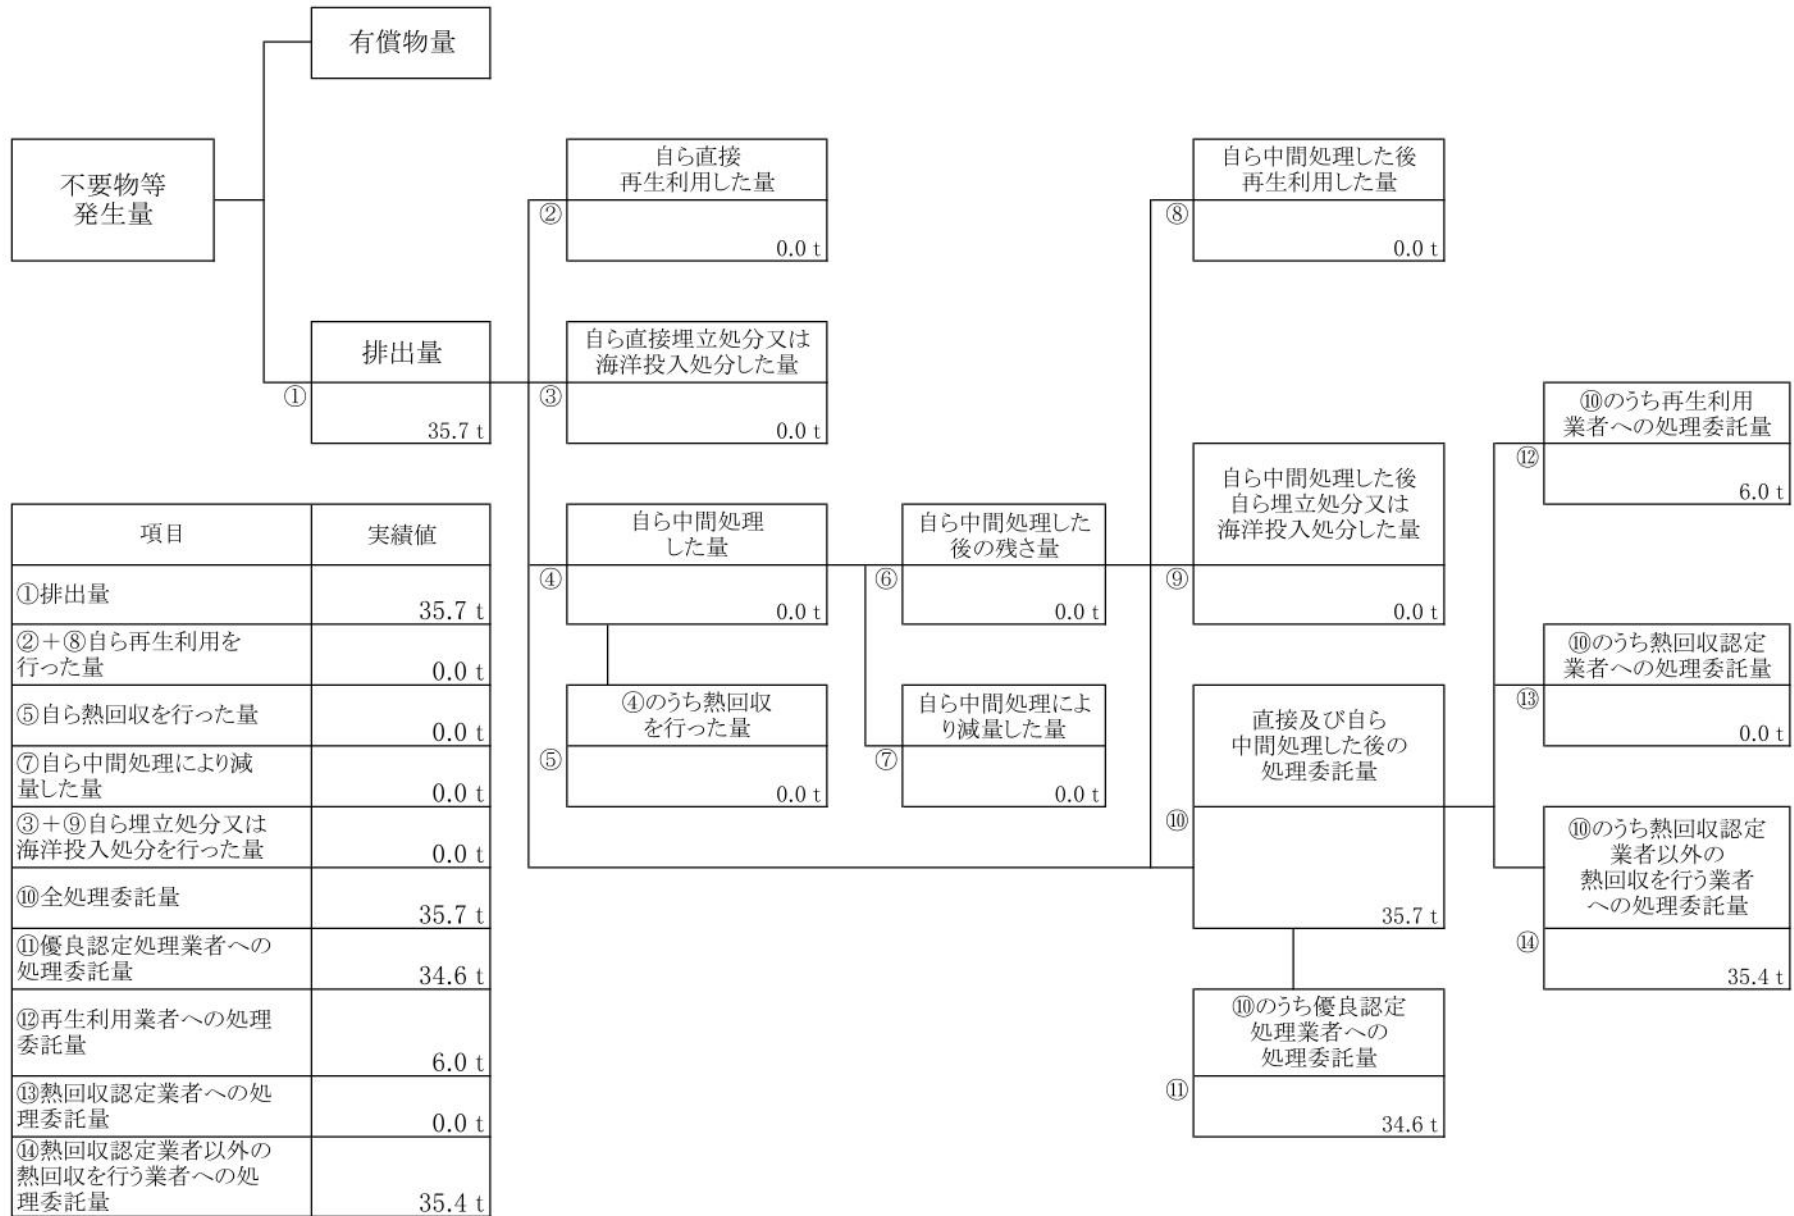 有償物量
不要物等
発生量
自ら直接
再生利用した量
②
0.0 t
自ら中間処理した後
再生利用した量
⑧
0.0 t
排出量
①
35.7 t
自ら直接埋立処分又は
海洋投入処分した量
③
0.0 t
⑩のうち再生利用
業者への処理委託量
⑫
6.0 t
自ら中間処理した後
自ら埋立処分又は
海洋投入処分した量
⑨
0.0 t
自ら中間処理
した量
④
0.0 t
自ら中間処理した
後の残さ量
⑥
0.0 t
⑩のうち熱回収認定
業者への処理委託量
⑬
0.0 t
④のうち熱回収
を行った量
⑤
0.0 t
自ら中間処理によ
り減量した量
⑦
0.0 t
直接及び自ら
中間処理した後の
処理委託量
⑩
35.7 t
⑩のうち熱回収認定
業者以外の
熱回収を行う業者
への処理委託量
⑭
35.4 t
⑩のうち優良認定
処理業者への
処理委託量
⑪
34.6 t
項目 実績値
①排出量
35.7 t
②＋⑧自ら再生利用を
行った量
0.0 t
⑤自ら熱回収を行った量
0.0 t
⑦自ら中間処理により減
量した量
0.0 t
③＋⑨自ら埋立処分又は
海洋投入処分を行った量
0.0 t
⑩全処理委託量
35.7 t
⑪優良認定処理業者への
処理委託量
34.6 t
⑫再生利用業者への処理
委託量
6.0 t
⑬熱回収認定業者への処
理委託量
0.0 t
⑭熱回収認定業者以外の
熱回収を行う業者への処
理委託量
35.4 t